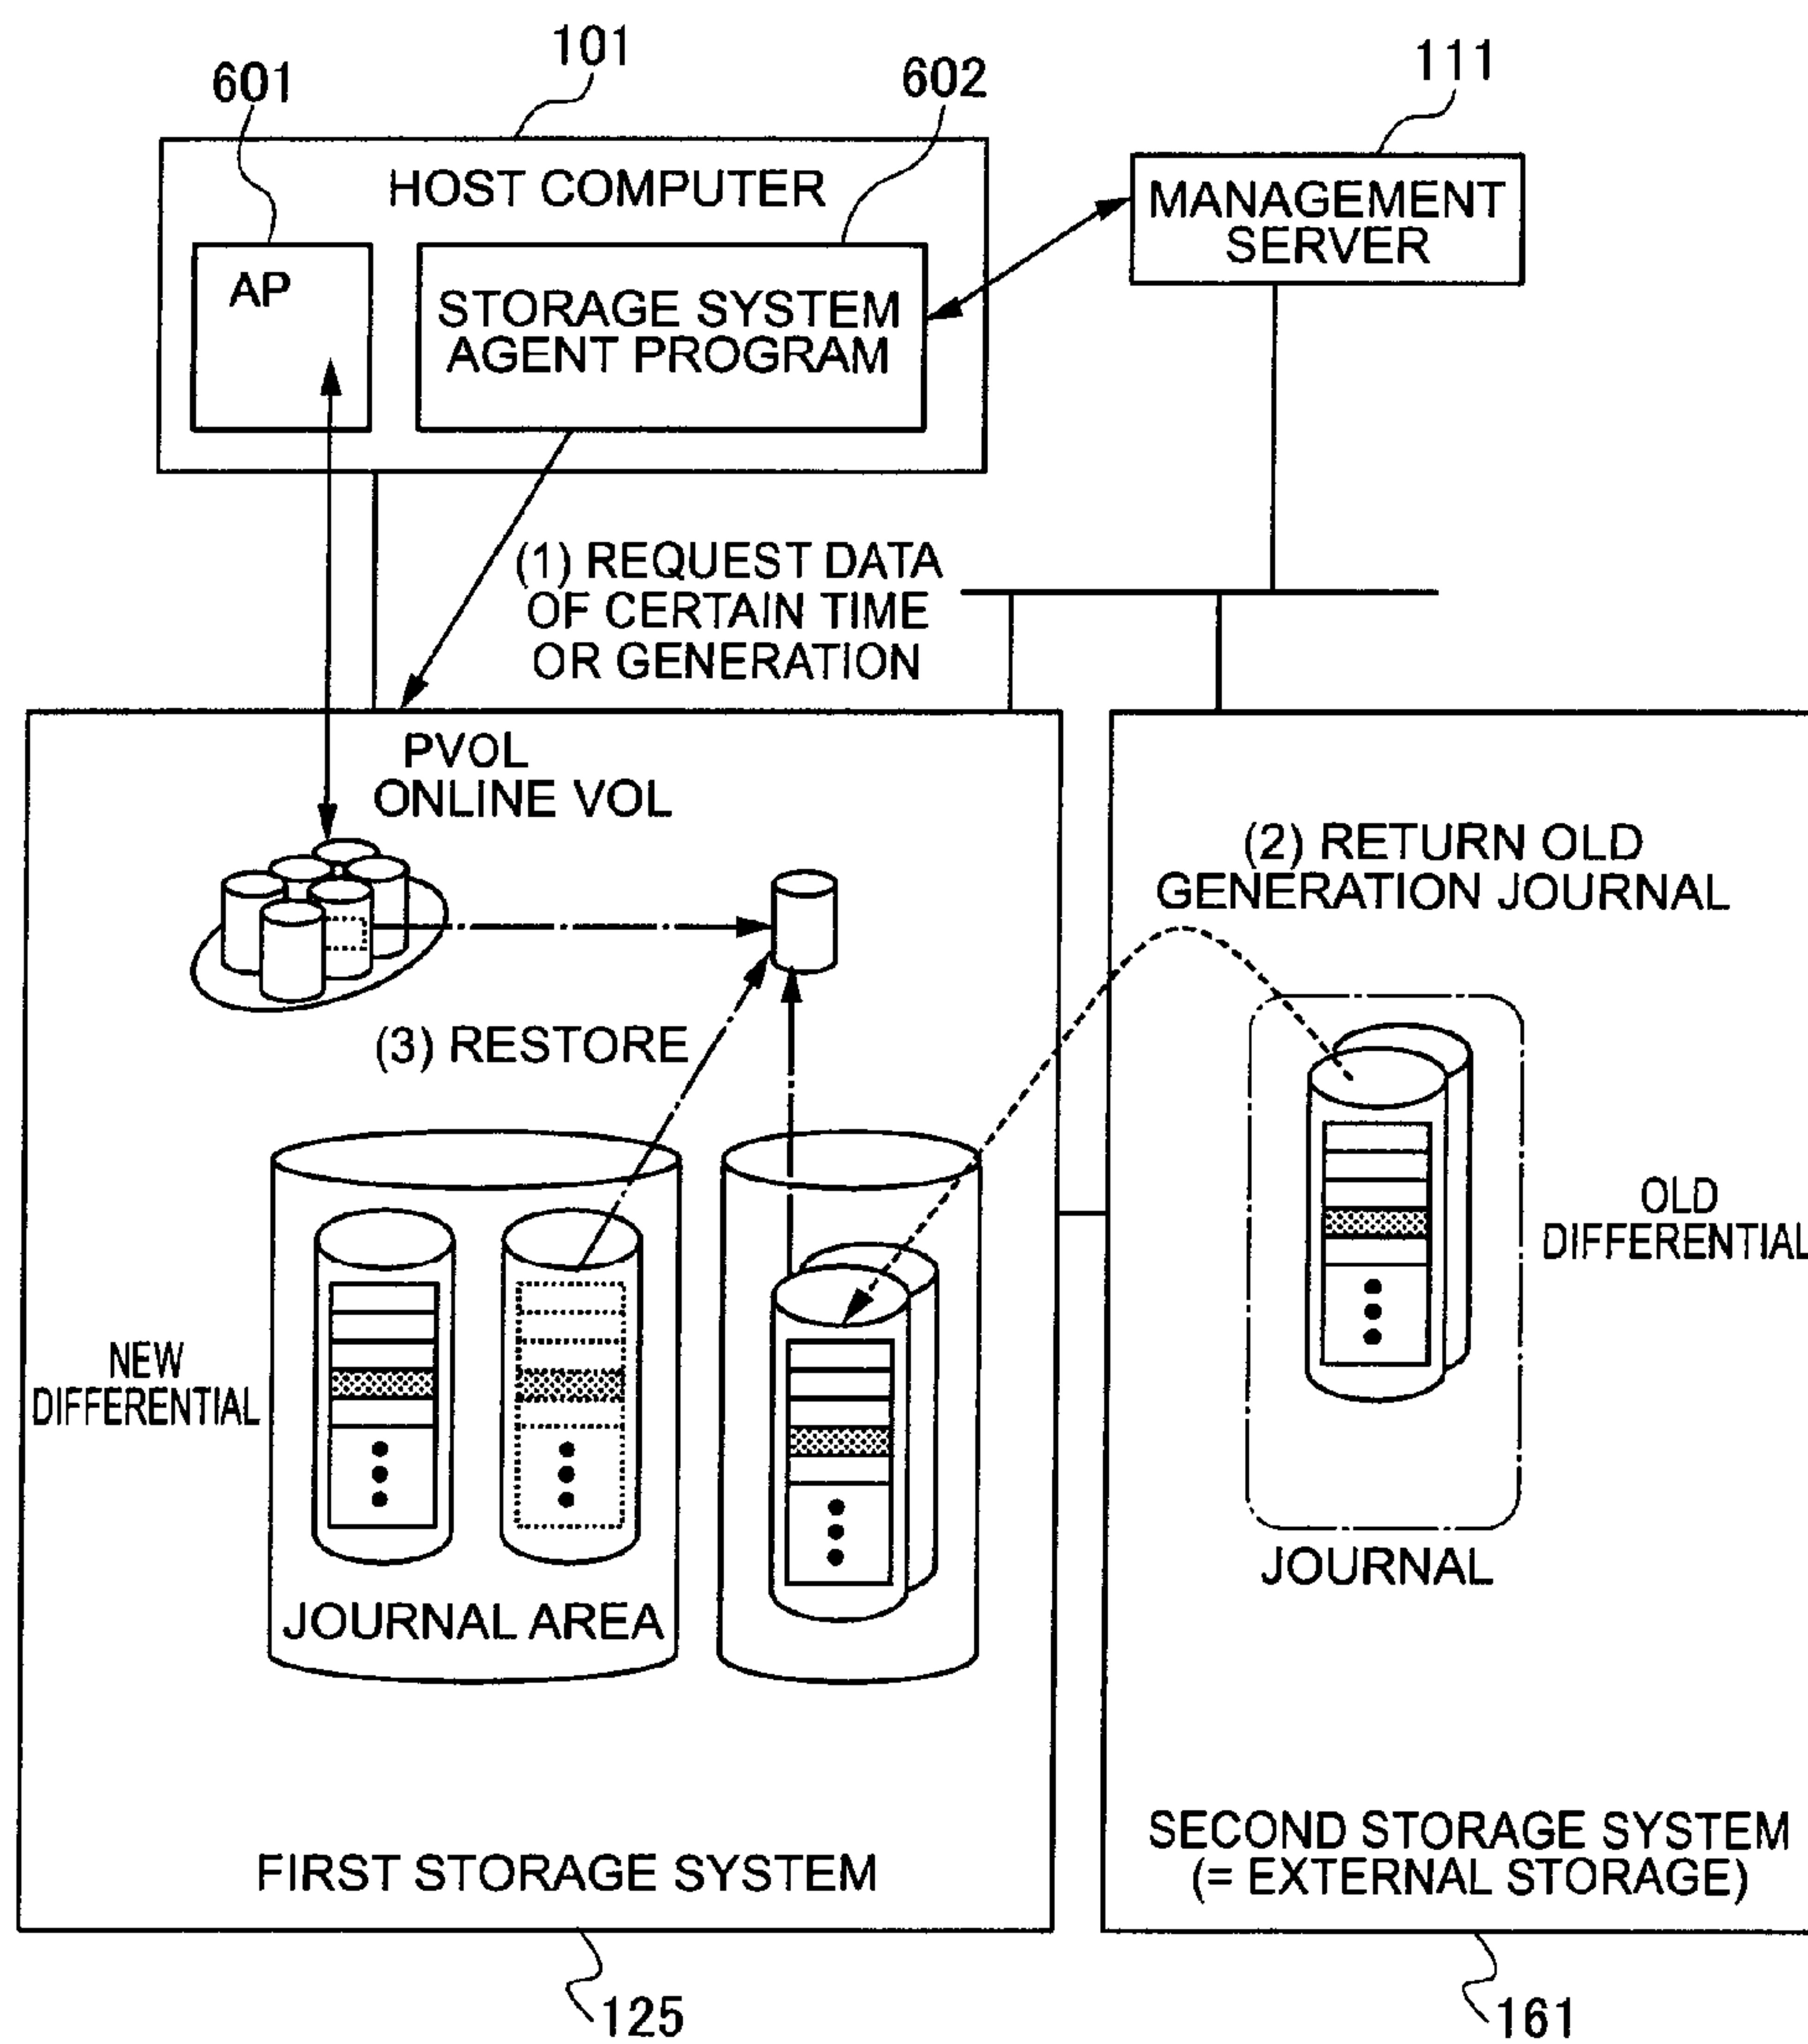 101
601
602
111
HOST COMPUTER
MANAGEMENT
SERVER
AP
STORAGE SYSTEM
AGENT PROGRAM
(1) REQUEST DATA
OF CERTAIN TIME
OR GENERATION
PVOL
ONLINE VOL
(2) RETURN OLD
GENERATION JOURNAL
(3) RESTORE
OLD
DIFFERENTIAL
NEW
DIFFERENTIAL
JOURNAL
JOURNAL AREA
SECOND STORAGE SYSTEM
(= EXTERNAL STORAGE)
FIRST STORAGE SYSTEM
125
161